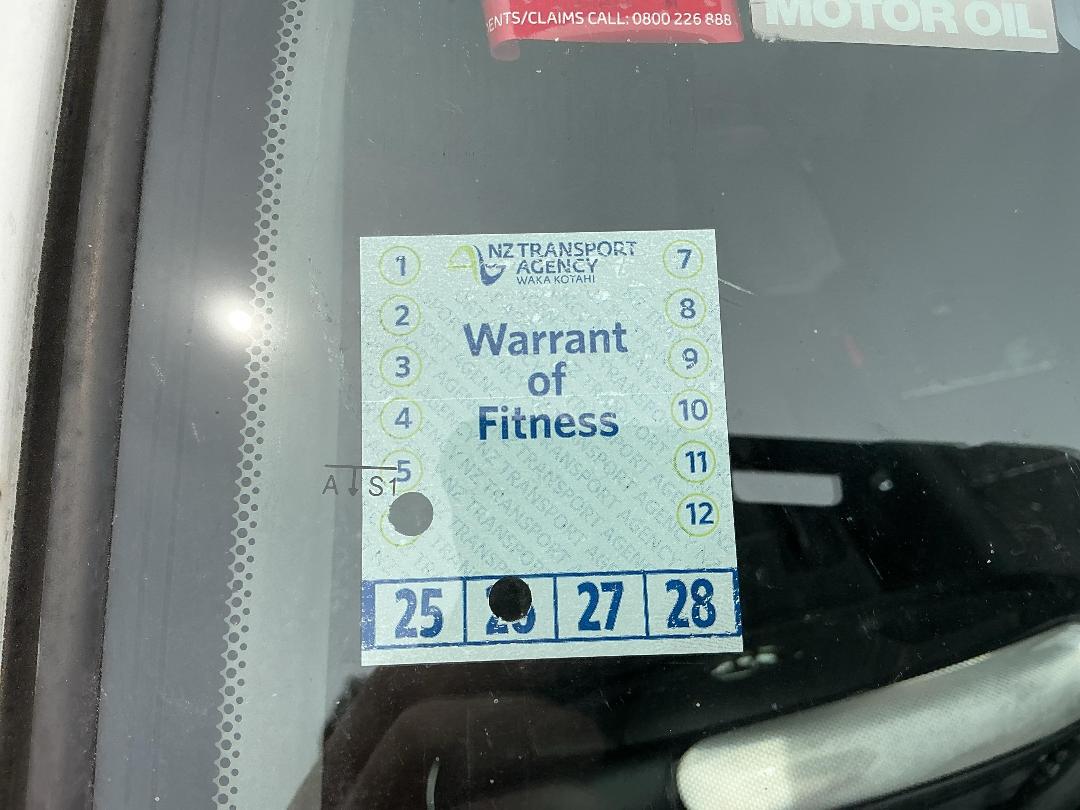 ENTS/CLAIMS CALL: 0800 226 888
MOTOR OIL
NZ TRANSPORT
AGENCY
WAKA KOTAHI
Warrant
of
Fitness
1
2
3
4
5
7
8
9
10
11
12
A S1
25 27 28